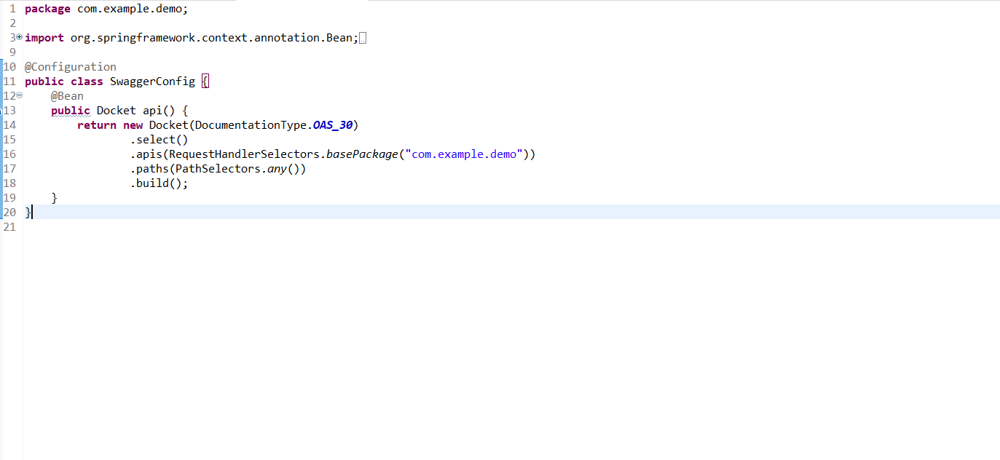 1 package com.example.demo;
2
3 import org.springframework.context.annotation.Bean;
9
10 @Configuration
11 public class SwaggerConfig {
12     @Bean
13     public Docket api() {
14         return new Docket(DocumentationType.OAS_30)
15                 .select()
16                 .apis(RequestHandlerSelectors.basePackage("com.example.demo"))
17                 .paths(PathSelectors.any())
18                 .build();
19     }
20 }
21